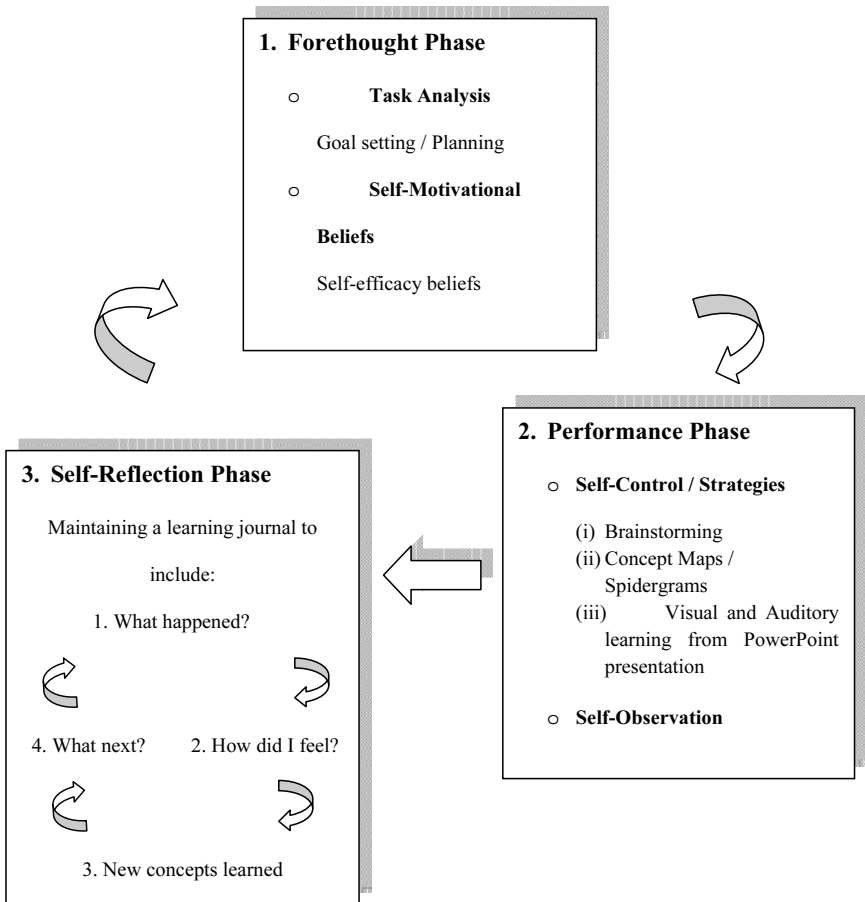 1. Forethought Phase
o Task Analysis
Goal setting / Planning
o Self-Motivational
Beliefs
Self-efficacy beliefs
2. Performance Phase
o Self-Control / Strategies
(i) Brainstorming
(ii) Concept Maps /
Spidergrams
(iii) Visual and Auditory
learning from PowerPoint
presentation
o Self-Observation
3. Self-Reflection Phase
Maintaining a learning journal to
include:
1. What happened?
4. What next? 2. How did I feel?
3. New concepts learned